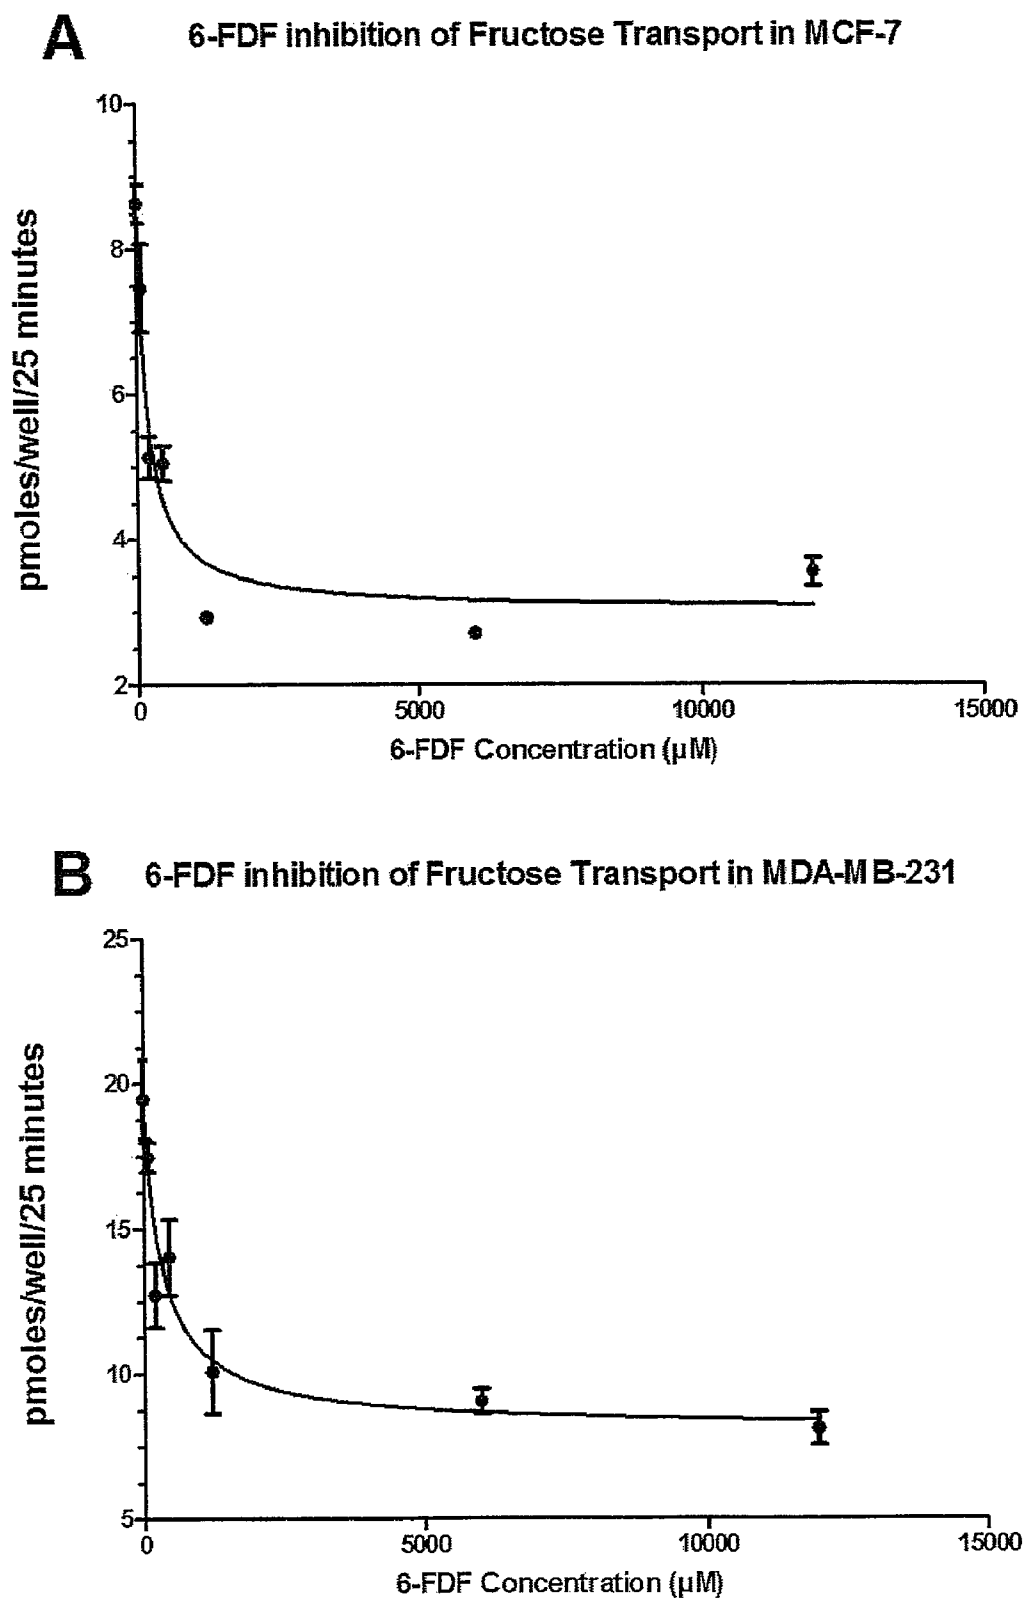 A 6-FDF inhibition of Fructose Transport in MCF-7
pmoles/well/25 minutes
10
8
6
4
2
0 5000 10000 15000
6-FDF Concentration (µM)
B 6-FDF inhibition of Fructose Transport in MDA-MB-231
pmoles/well/25 minutes
25
20
15
10
5
0 5000 10000 15000
6-FDF Concentration (µM)